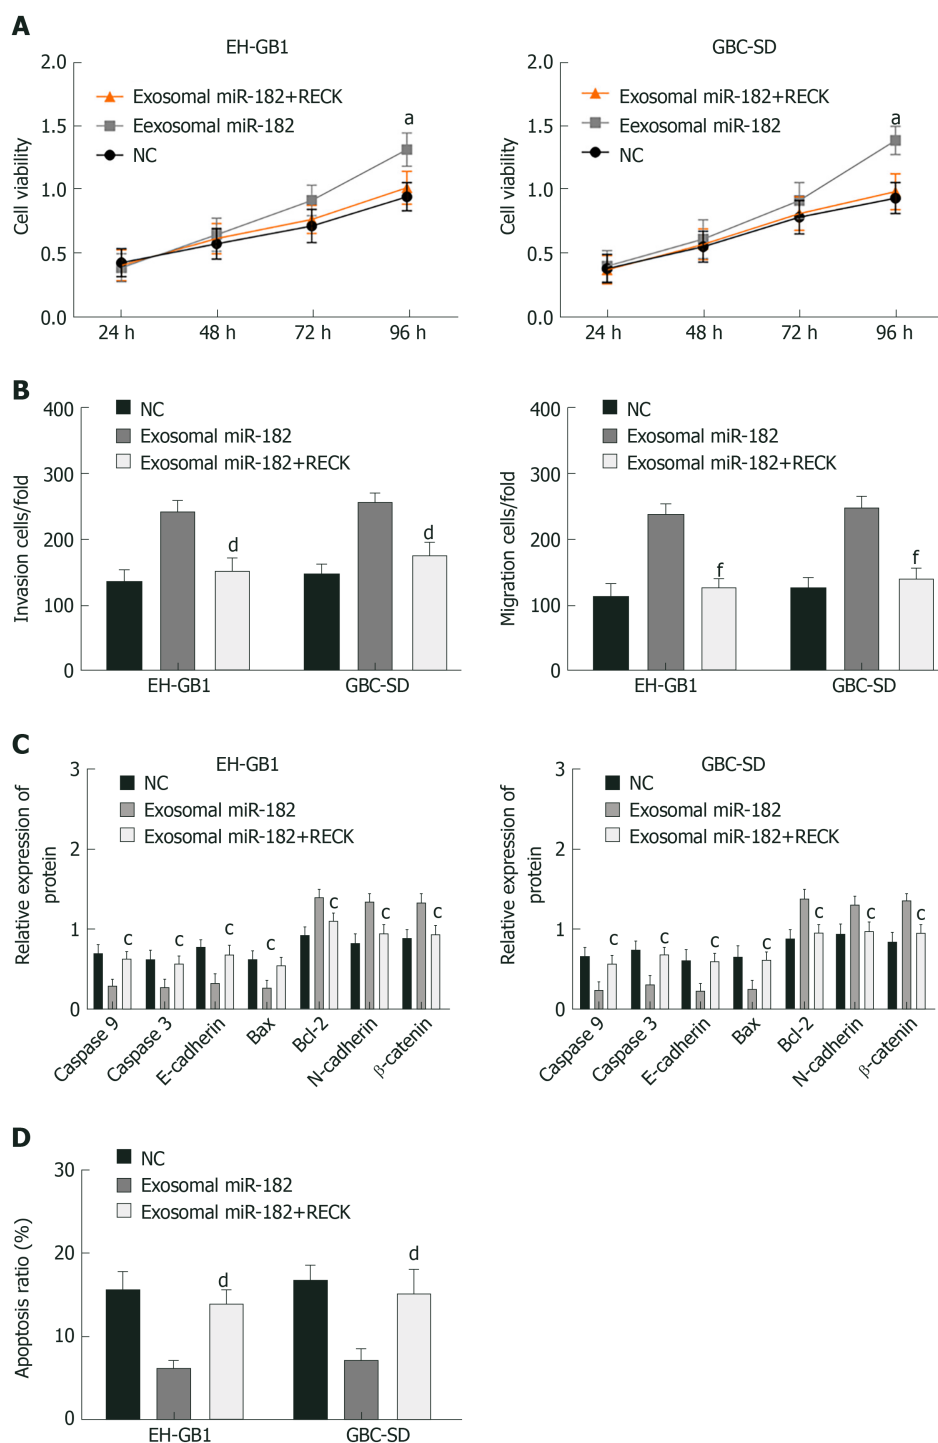 A
EH-GB1
2.0
1.5
1.0
0.5
0.0
Cell viability
Exosomal miR-182+RECK
Eexosomal miR-182
NC
a
24 h 48 h 72 h 96 h
GBC-SD
2.0
1.5
1.0
0.5
0.0
Cell viability
Exosomal miR-182+RECK
Exosomal miR-182
NC
a
24 h 48 h 72 h 96 h
B
400
300
200
100
0
Invasion cells/fold
NC
Exosomal miR-182
Exosomal miR-182+RECK
d d
EH-GB1 GBC-SD
400
300
200
100
0
Migration cells/fold
NC
Exosomal miR-182
Exosomal miR-182+RECK
f f
EH-GB1 GBC-SD
C
EH-GB1
3
2
1
0
Relative expression of
protein
NC
Exosomal miR-182
Exosomal miR-182+RECK
c c c c c c c
Caspase 9 Caspase 3 E-cadherin Bax Bcl-2 N-cadherin β-catenin
GBC-SD
3
2
1
0
Relative expression of
protein
NC
Exosomal miR-182
Exosomal miR-182+RECK
c c c c c c c
Caspase 9 Caspase 3 E-cadherin Bax Bcl-2 N-cadherin β-catenin
D
30
20
10
0
Apoptosis ratio (%)
NC
Exosomal miR-182
Exosomal miR-182+RECK
d d
EH-GB1 GBC-SD